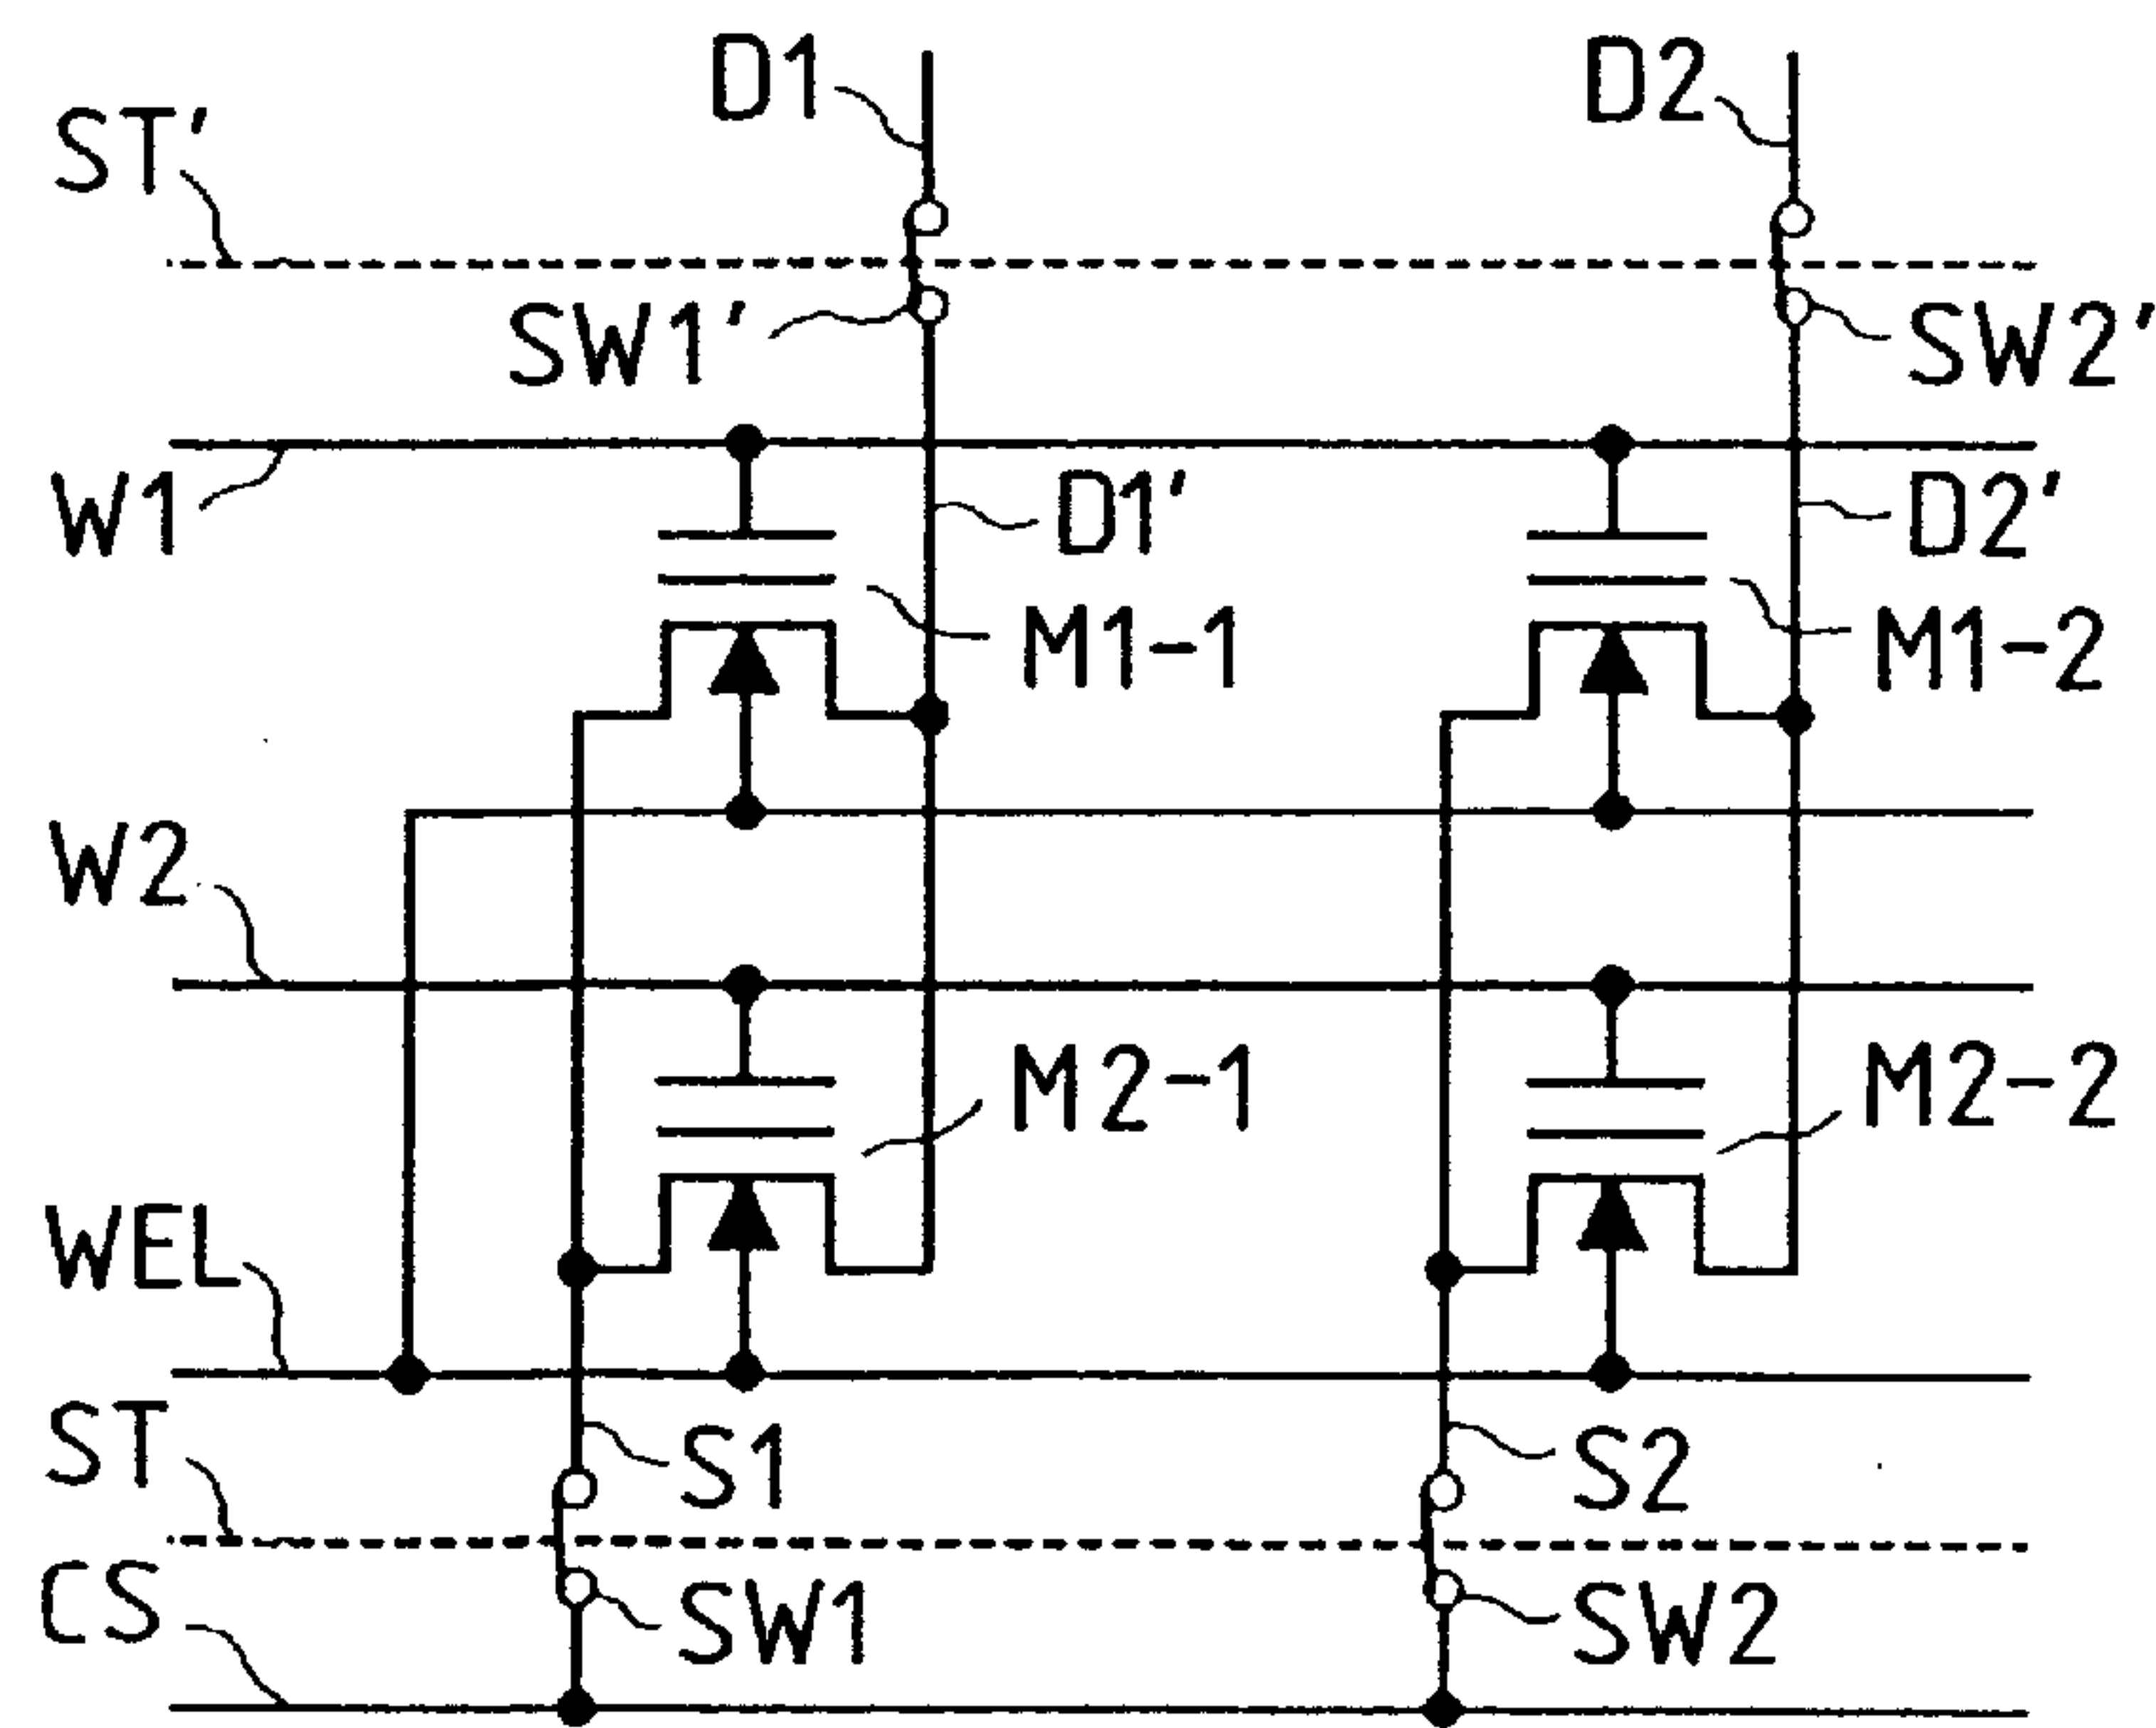 D1
D2
ST′
SW1′
SW2′
W1
D1′
D2′
M1-1
M1-2
W2
M2-1
M2-2
WEL
ST
S1
S2
CS
SW1
SW2